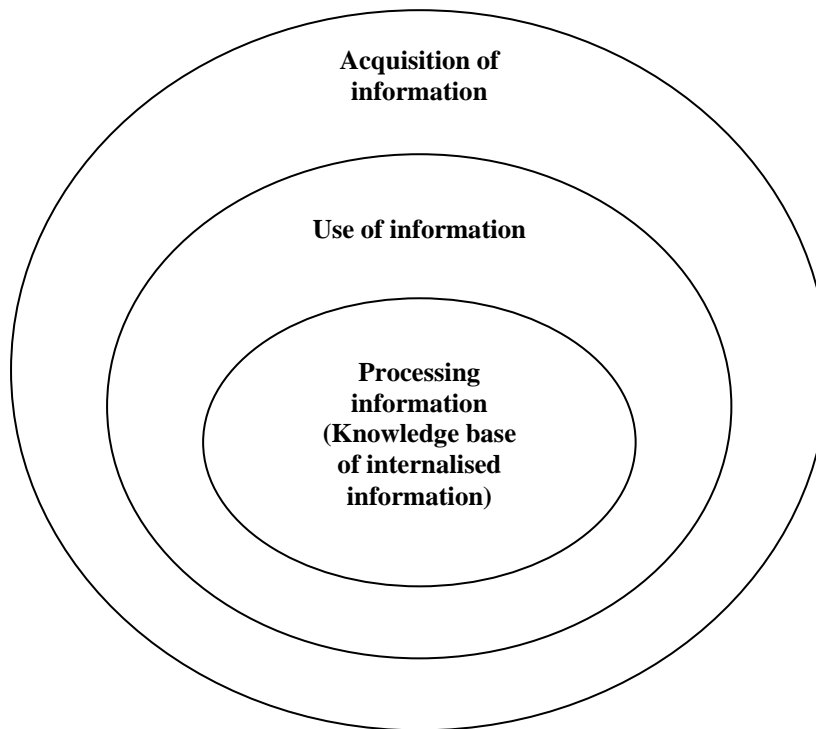 Acquisition of
information
Use of information
Processing
information
(Knowledge base
of internalised
information)